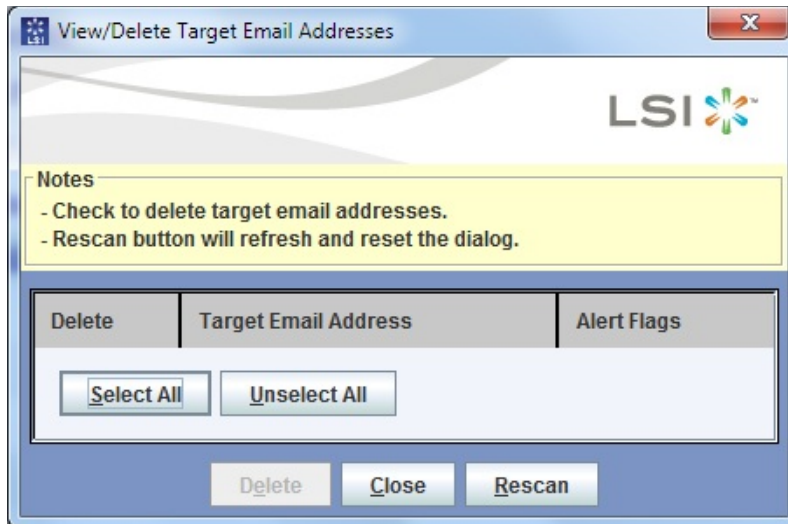 LSI View/Delete Target Email Addresses
LSI™
Notes
- Check to delete target email addresses.
- Rescan button will refresh and reset the dialog.
Delete Target Email Address Alert Flags
Select All Unselect All
Delete Close Rescan